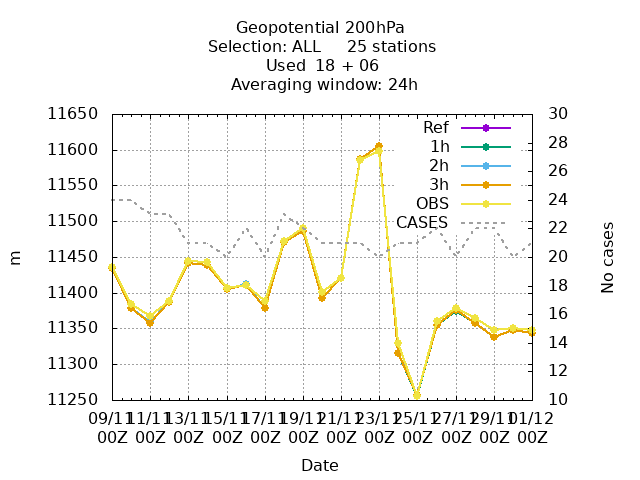 Geopotential 200hPa
Selection: ALL 25 stations
Used 18 + 06
Averaging window: 24h
11650
11600
11550
11500
11450
11400
11350
11300
11250
m
30
28
26
24
22
20
18
16
14
12
10
No cases
Ref
1h
2h
3h
OBS
CASES
09/11 11/11 13/11 15/11 17/11 19/11 21/11 23/11 25/11 27/11 29/11 01/12
00Z 00Z 00Z 00Z 00Z 00Z 00Z 00Z 00Z 00Z 00Z 00Z
Date